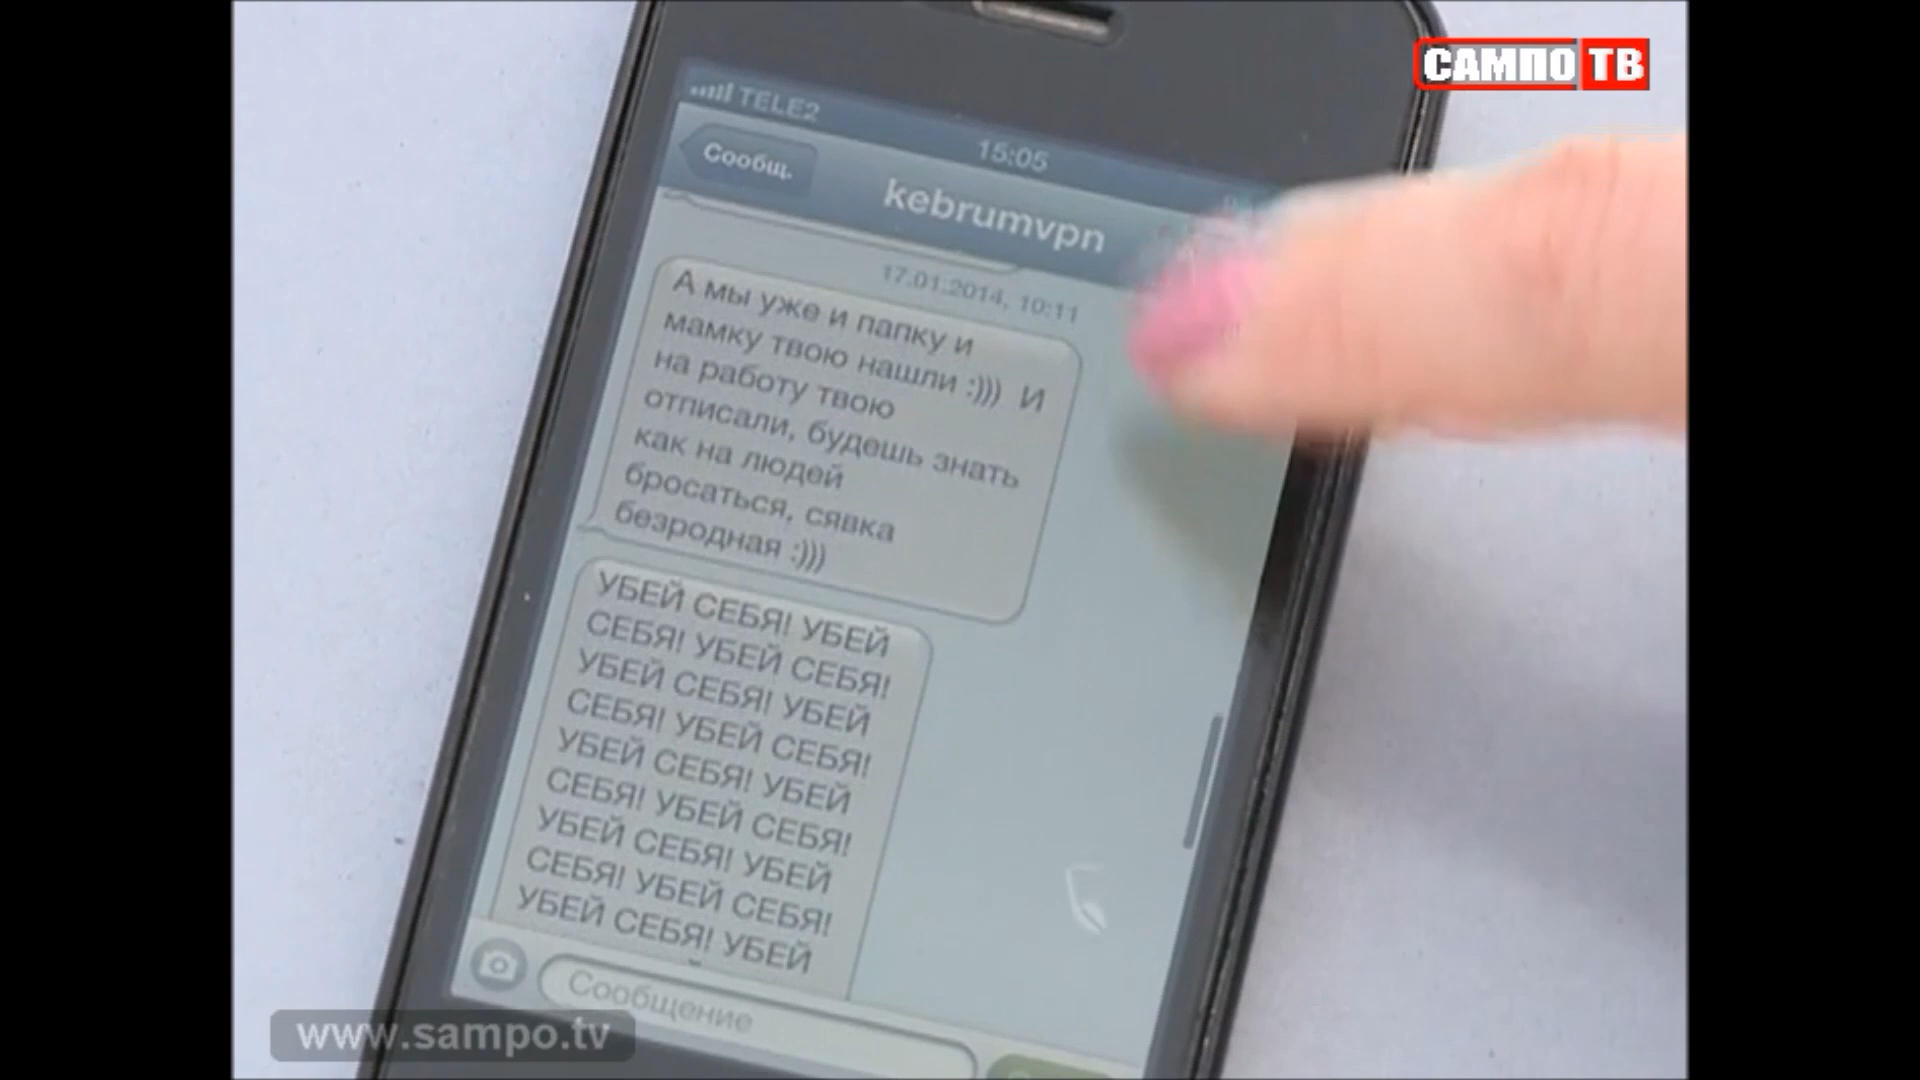 САМПО ТВ
TELE2
15:05
Сообщ.
kebrumvpn
17.01.2014, 10:11
А мы уже и папку и
мамку твою нашли :))) И
на работу твою
отписали, будешь знать
как на людей
бросаться, сявка
безродная :)))
УБЕЙ СЕБЯ! УБЕЙ
СЕБЯ! УБЕЙ СЕБЯ!
УБЕЙ СЕБЯ! УБЕЙ
СЕБЯ! УБЕЙ СЕБЯ!
УБЕЙ СЕБЯ! УБЕЙ
СЕБЯ! УБЕЙ СЕБЯ!
УБЕЙ СЕБЯ! УБЕЙ
СЕБЯ! УБЕЙ СЕБЯ!
УБЕЙ СЕБЯ! УБЕЙ
Сообщение
www.sampo.tv